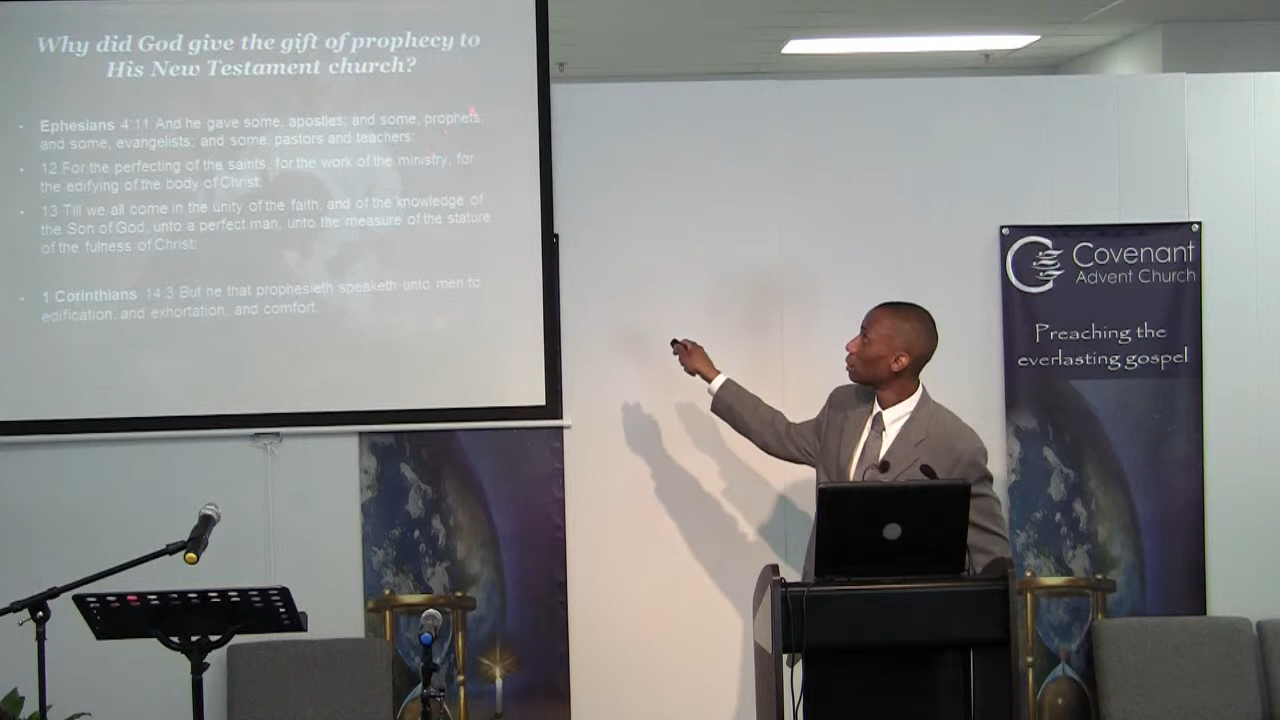 Why did God give the gift of prophecy to
His New Testament church?
Ephesians 4:11 And he gave some, apostles; and some, prophets;
and some, evangelists; and some, pastors and teachers;
12 For the perfecting of the saints, for the work of the ministry, for
the edifying of the body of Christ:
13 Till we all come in the unity of the faith, and of the knowledge of
the Son of God, unto a perfect man, unto the measure of the stature
of the fulness of Christ:
1 Corinthians 14:3 But he that prophesieth speaketh unto men to
edification, and exhortation, and comfort.
Covenant
Advent Church
Preaching the
everlasting gospel